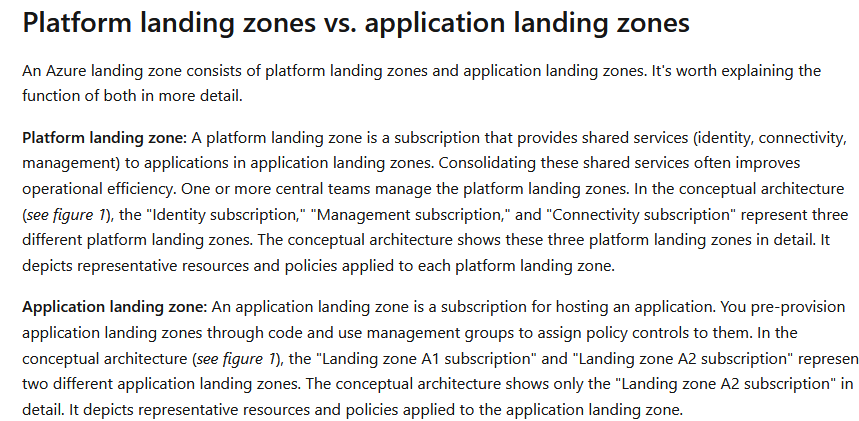 Platform landing zones vs. application landing zones
An Azure landing zone consists of platform landing zones and application landing zones. It's worth explaining the
function of both in more detail.
Platform landing zone: A platform landing zone is a subscription that provides shared services (identity, connectivity,
management) to applications in application landing zones. Consolidating these shared services often improves
operational efficiency. One or more central teams manage the platform landing zones. In the conceptual architecture
(see figure 1), the "Identity subscription," "Management subscription," and "Connectivity subscription" represent three
different platform landing zones. The conceptual architecture shows these three platform landing zones in detail. It
depicts representative resources and policies applied to each platform landing zone.
Application landing zone: An application landing zone is a subscription for hosting an application. You pre-provision
application landing zones through code and use management groups to assign policy controls to them. In the
conceptual architecture (see figure 1), the "Landing zone A1 subscription" and "Landing zone A2 subscription" represen
two different application landing zones. The conceptual architecture shows only the "Landing zone A2 subscription" in
detail. It depicts representative resources and policies applied to the application landing zone.